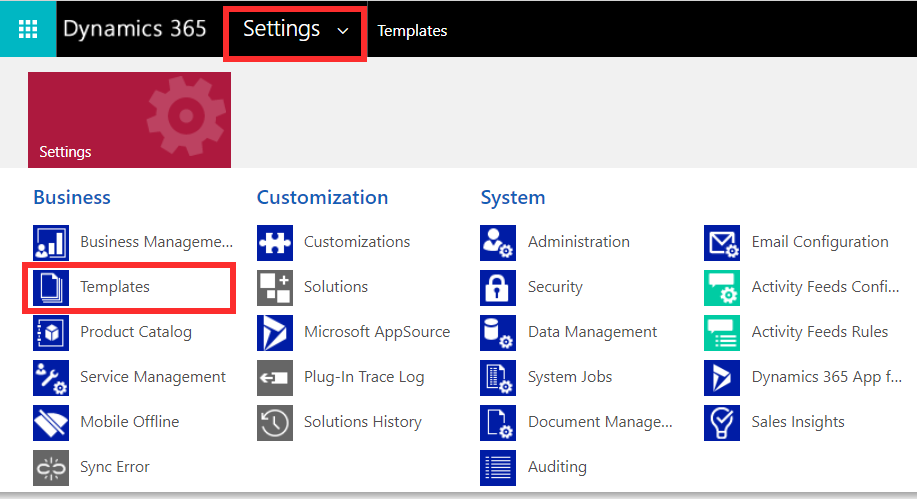 Dynamics 365 Settings Templates
Settings
Business
Business Manageme...
Templates
Product Catalog
Service Management
Mobile Offline
Sync Error
Customization
Customizations
Solutions
Microsoft AppSource
Plug-In Trace Log
Solutions History
System
Administration
Security
Data Management
System Jobs
Document Manage...
Auditing
Email Configuration
Activity Feeds Confi...
Activity Feeds Rules
Dynamics 365 App f...
Sales Insights